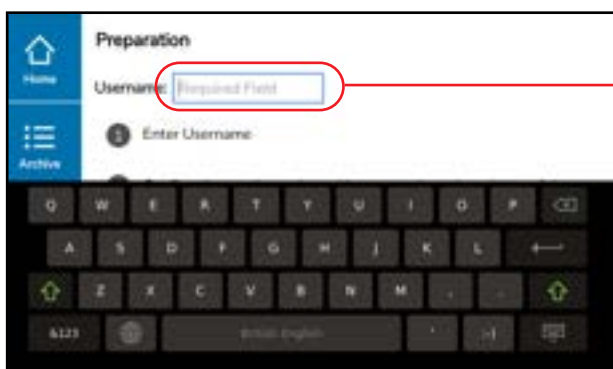 Preparation
Home
Username: Required Field
Enter Username
Archive
Q W E R T Y U I O P
A S D F G H J K L
Z X C V B N M , .
&123 British English ' :-)